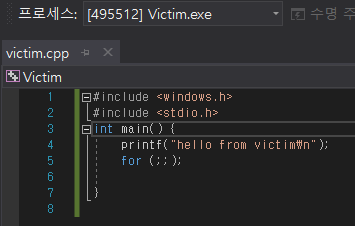 프로세스: [495512] Victim.exe 수명 주
victim.cpp
Victim
1 #include <windows.h>
2 #include <stdio.h>
3 int main() {
4 printf("hello from victim₩n");
5 for (;;);
6
7 }
8